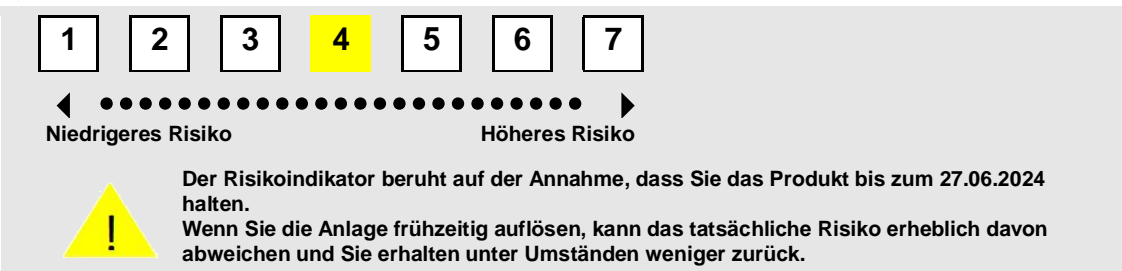 1 2 3 4 5 6 7
Niedrigeres Risiko Höheres Risiko
Der Risikoindikator beruht auf der Annahme, dass Sie das Produkt bis zum 27.06.2024
halten.
Wenn Sie die Anlage frühzeitig auflösen, kann das tatsächliche Risiko erheblich davon
abweichen und Sie erhalten unter Umständen weniger zurück.
!